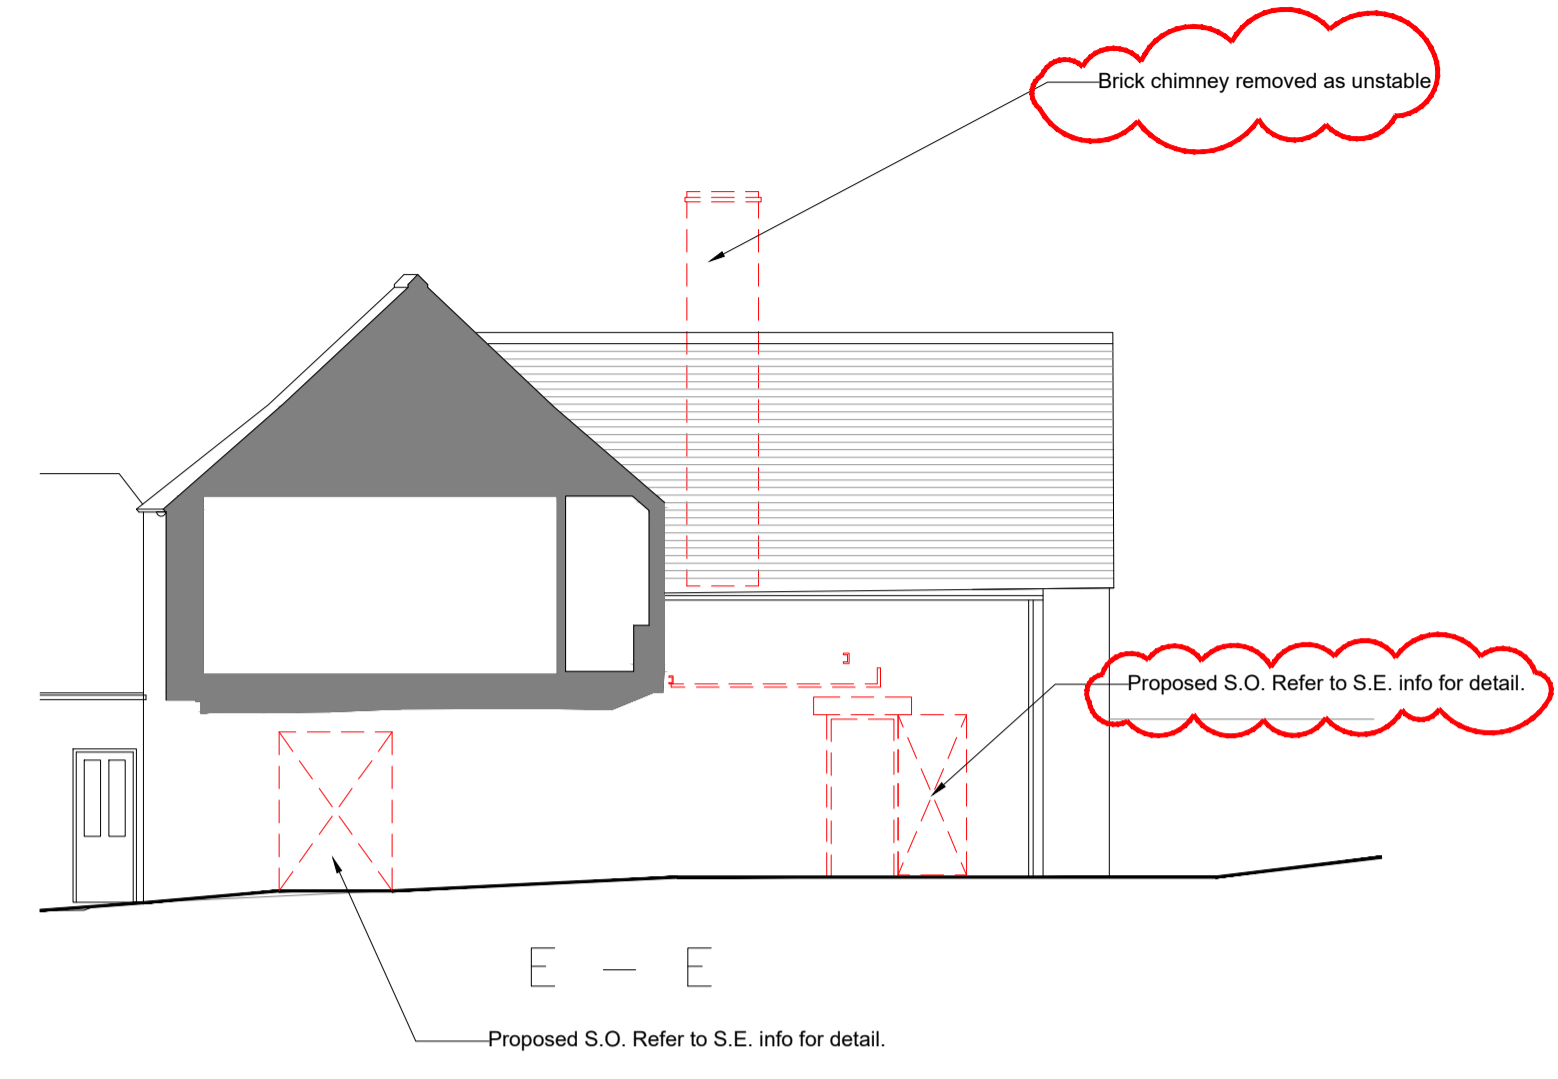 Brick chimney removed as unstable
Proposed S.O. Refer to S.E. info for detail.
E — E
Proposed S.O. Refer to S.E. info for detail.